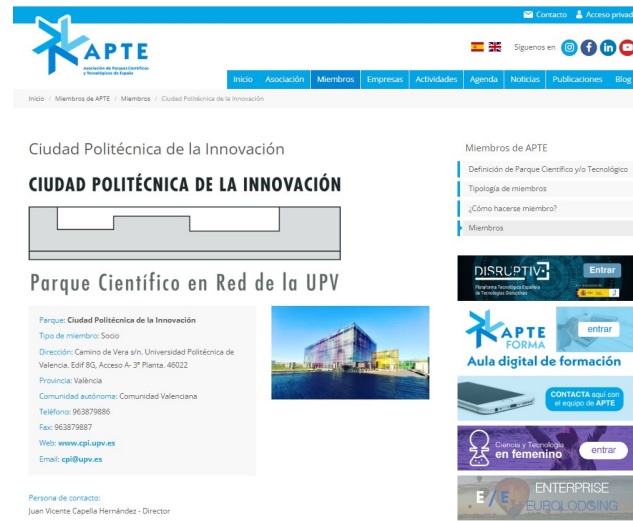 Contacto Acceso privad
APTE
Asociación de Parques Científicos
y Tecnológicos de España
Síguenos en
Inicio Asociación Miembros Empresas Actividades Agenda Noticias Publicaciones Blog
Inicio / Miembros de APTE / Miembros / Ciudad Politécnica de la Innovación
Ciudad Politécnica de la Innovación
CIUDAD POLITÉCNICA DE LA INNOVACIÓN
Parque Científico en Red de la UPV
Parque: Ciudad Politécnica de la Innovación
Tipo de miembro: Socio
Dirección: Camino de Vera s/n. Universidad Politécnica de
Valencia. Edif 8G, Acceso A- 3ª Planta. 46022
Provincia: València
Comunidad autónoma: Comunidad Valenciana
Teléfono: 963879886
Fax: 963879887
Web: www.cpi.upv.es
Email: cpi@upv.es
Persona de contacto:
Juan Vicente Capella Hernández - Director
Miembros de APTE
Definición de Parque Científico y/o Tecnológico
Tipología de miembros
¿Cómo hacerse miembro?
Miembros
DISRUPTIV
Plataforma Tecnológica Española
de Tecnologías Disruptivas
Entrar
APTE
FORMA
entrar
Aula digital de formación
CONTACTA aquí con
el equipo de APTE
Ciencia y Tecnología
en femenino
entrar
E/E ENTERPRISE
EUROLODGING